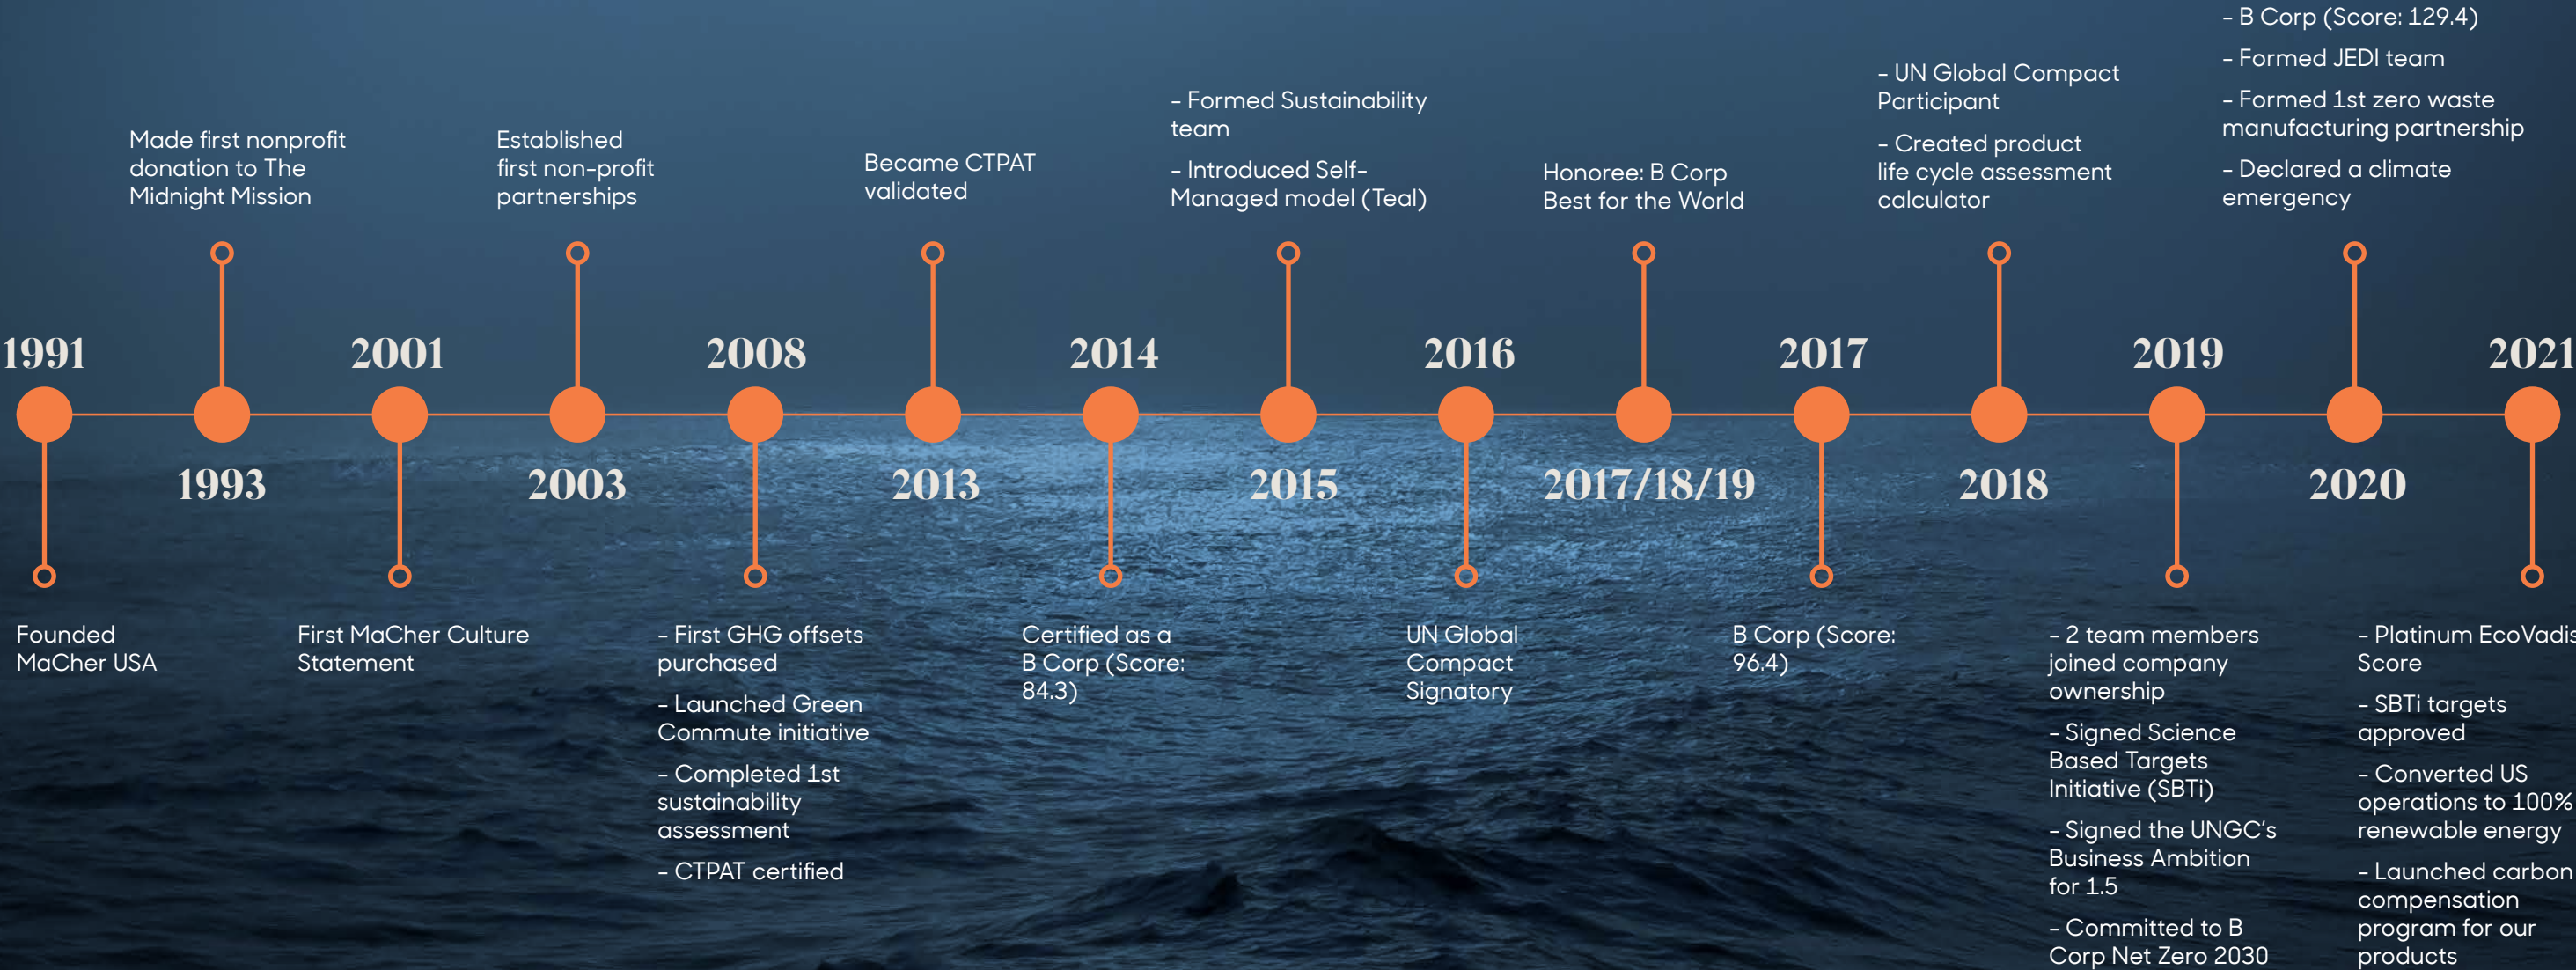 1991
Founded
MaCher USA
Made first nonprofit
donation to The
Midnight Mission
1993
2001
First MaCher Culture
Statement
Established
first non-profit
partnerships
2003
2008
- First GHG offsets
purchased
- Launched Green
Commute initiative
- Completed 1st
sustainability
assessment
- CTPAT certified
Became CTPAT
validated
2013
2014
Certified as a
B Corp (Score:
84.3)
- Formed Sustainability
team
- Introduced Self-
Managed model (Teal)
2015
2016
UN Global
Compact
Signatory
Honoree: B Corp
Best for the World
2017/18/19
2017
B Corp (Score:
96.4)
- UN Global Compact
Participant
- Created product
life cycle assessment
calculator
2018
2019
- 2 team members
joined company
ownership
- Signed Science
Based Targets
Initiative (SBTi)
- Signed the UNGC's
Business Ambition
for 1.5
- Committed to B
Corp Net Zero 2030
- B Corp (Score: 129.4)
- Formed JEDI team
- Formed 1st zero waste
manufacturing partnership
- Declared a climate
emergency
2020
2021
- Platinum EcoVadis
Score
- SBTi targets
approved
- Converted US
operations to 100%
renewable energy
- Launched carbon
compensation
program for our
products